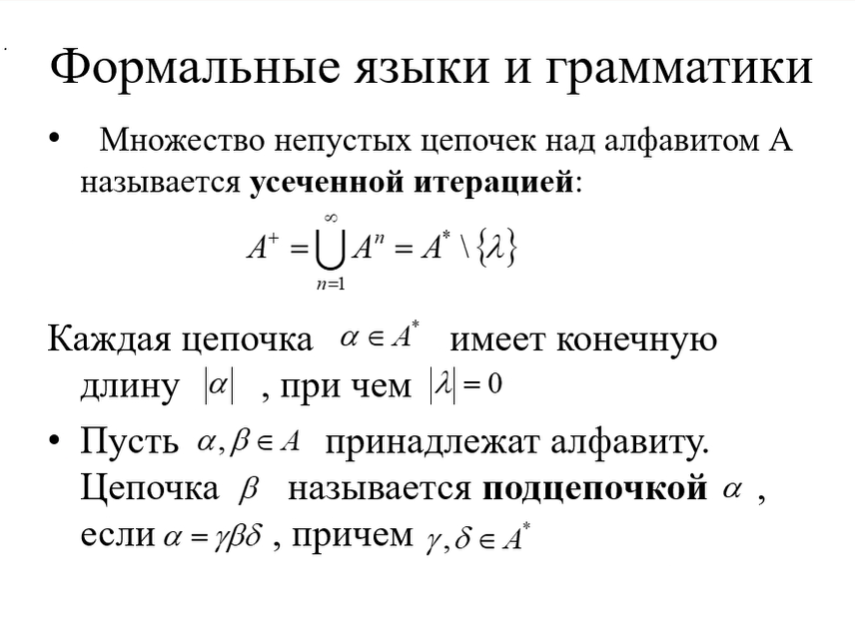 Формальные языки и грамматики
• Множество непустых цепочек над алфавитом А
называется усеченной итерацией:
A⁺ = ⋃_{n=1}^{∞} Aⁿ = A* \ {λ}
Каждая цепочка α ∈ A* имеет конечную
длину |α| , при чем |λ| = 0
• Пусть α, β ∈ A принадлежат алфавиту.
Цепочка β называется подцепочкой α ,
если α = γβδ , причем γ, δ ∈ A*